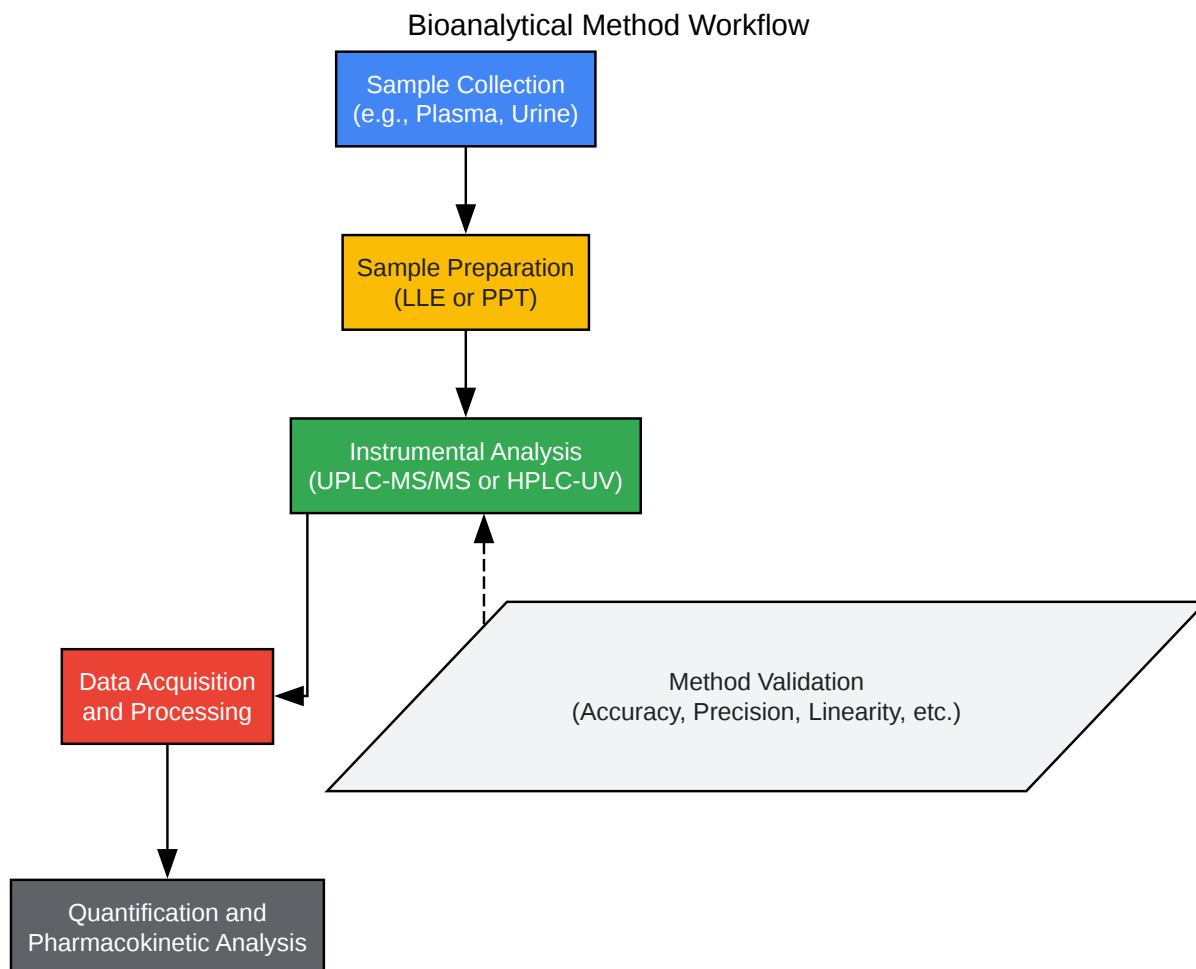 Bioanalytical Method Workflow
Sample Collection
(e.g., Plasma, Urine)
Sample Preparation
(LLE or PPT)
Instrumental Analysis
(UPLC-MS/MS or HPLC-UV)
Data Acquisition
and Processing
Method Validation
(Accuracy, Precision, Linearity, etc.)
Quantification and
Pharmacokinetic Analysis